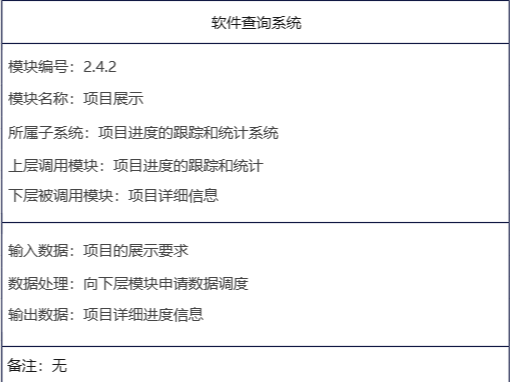 软件查询系统
模块编号：2.4.2
模块名称：项目展示
所属子系统：项目进度的跟踪和统计系统
上层调用模块：项目进度的跟踪和统计
下层被调用模块：项目详细信息
输入数据：项目的展示要求
数据处理：向下层模块申请数据调度
输出数据：项目详细进度信息
备注：无